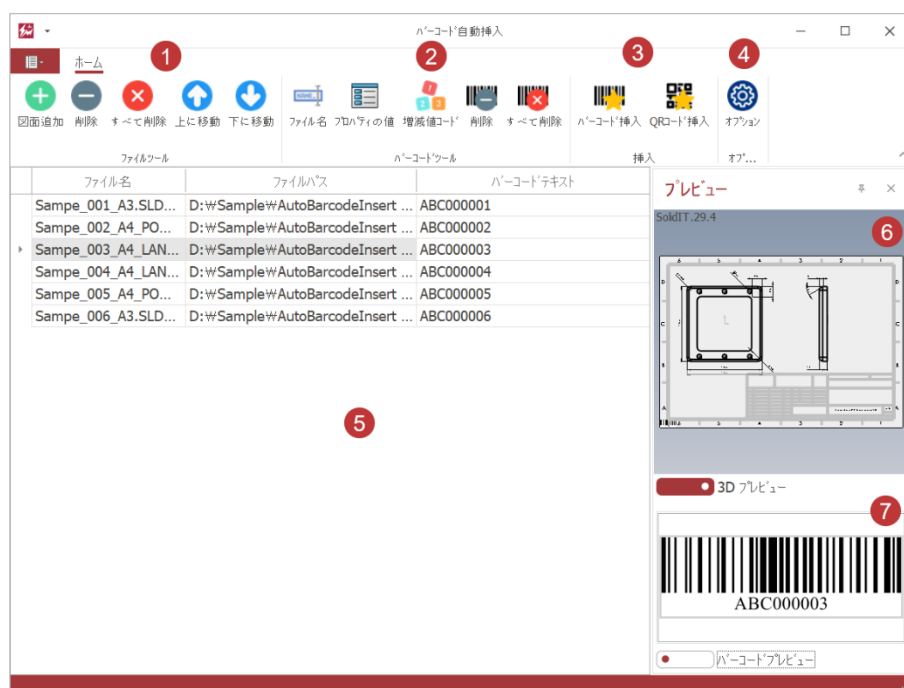 バーコード自動挿入
ホーム
1
2
3
4
図面追加 削除 すべて削除 上に移動 下に移動 ファイル名 プロパティの値 増減値コード 削除 すべて削除 バーコード挿入 QRコード挿入 オプション
ファイルツール バーコードツール 挿入 オプ...
ファイル名 ファイルパス バーコードテキスト
Sampe_001_A3.SLD... D:₩Sample₩AutoBarcodeInsert ... ABC000001
Sampe_002_A4_PO... D:₩Sample₩AutoBarcodeInsert ... ABC000002
Sampe_003_A4_LAN... D:₩Sample₩AutoBarcodeInsert ... ABC000003
Sampe_004_A4_LAN... D:₩Sample₩AutoBarcodeInsert ... ABC000004
Sampe_005_A4_PO... D:₩Sample₩AutoBarcodeInsert ... ABC000005
Sampe_006_A3.SLD... D:₩Sample₩AutoBarcodeInsert ... ABC000006
5
プレビュー
SoldIT.29.4
6
3D プレビュー
7
ABC000003
バーコードプレビュー